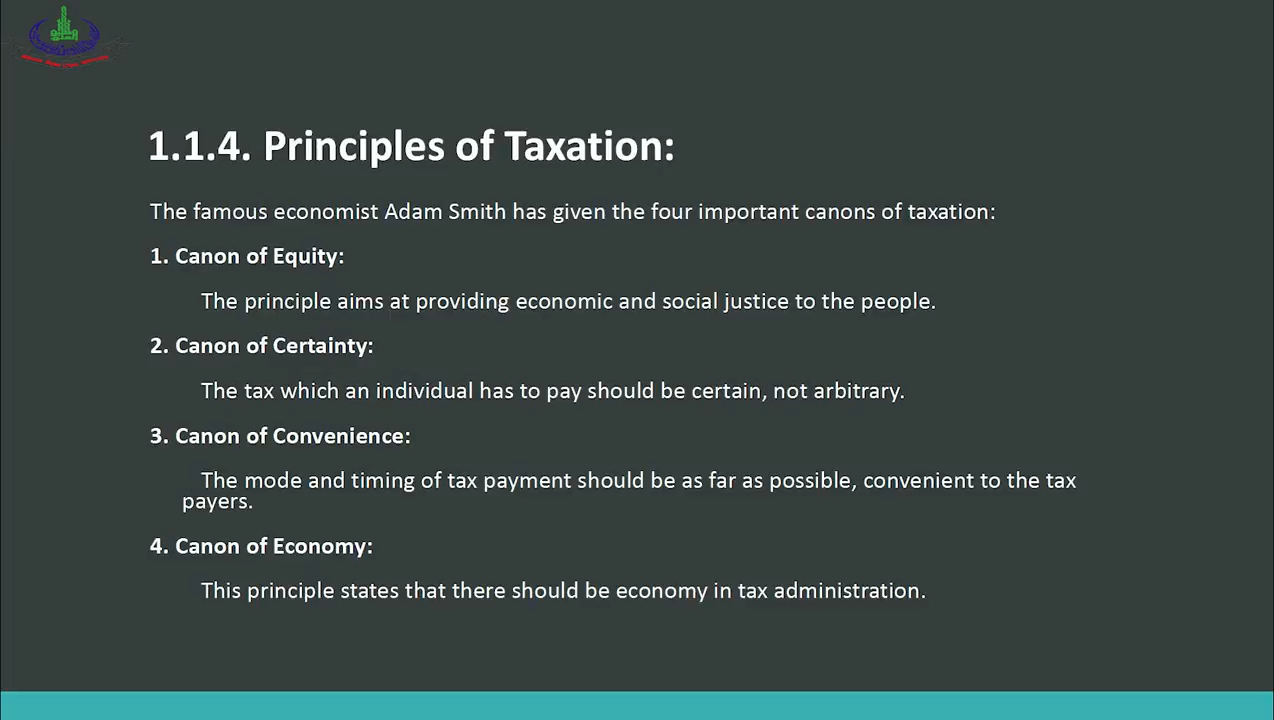 1.1.4. Principles of Taxation:
The famous economist Adam Smith has given the four important canons of taxation:
1. Canon of Equity:
The principle aims at providing economic and social justice to the people.
2. Canon of Certainty:
The tax which an individual has to pay should be certain, not arbitrary.
3. Canon of Convenience:
The mode and timing of tax payment should be as far as possible, convenient to the tax
payers.
4. Canon of Economy:
This principle states that there should be economy in tax administration.